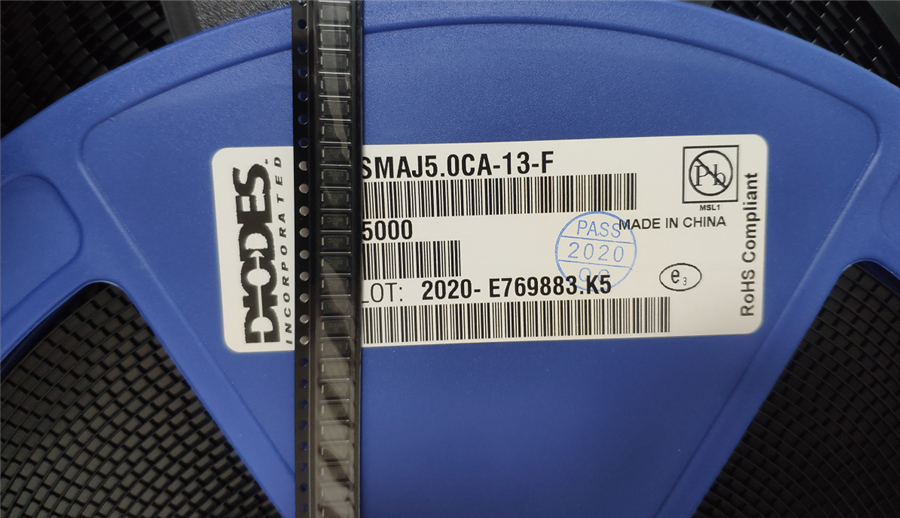 DIODES
INCORPORATED
SMAJ5.0CA-13-F
Pb
MSL1
5000
MADE IN CHINA
PASS
2020
LOT: 2020- E769883.K5
e3
RoHS Compliant